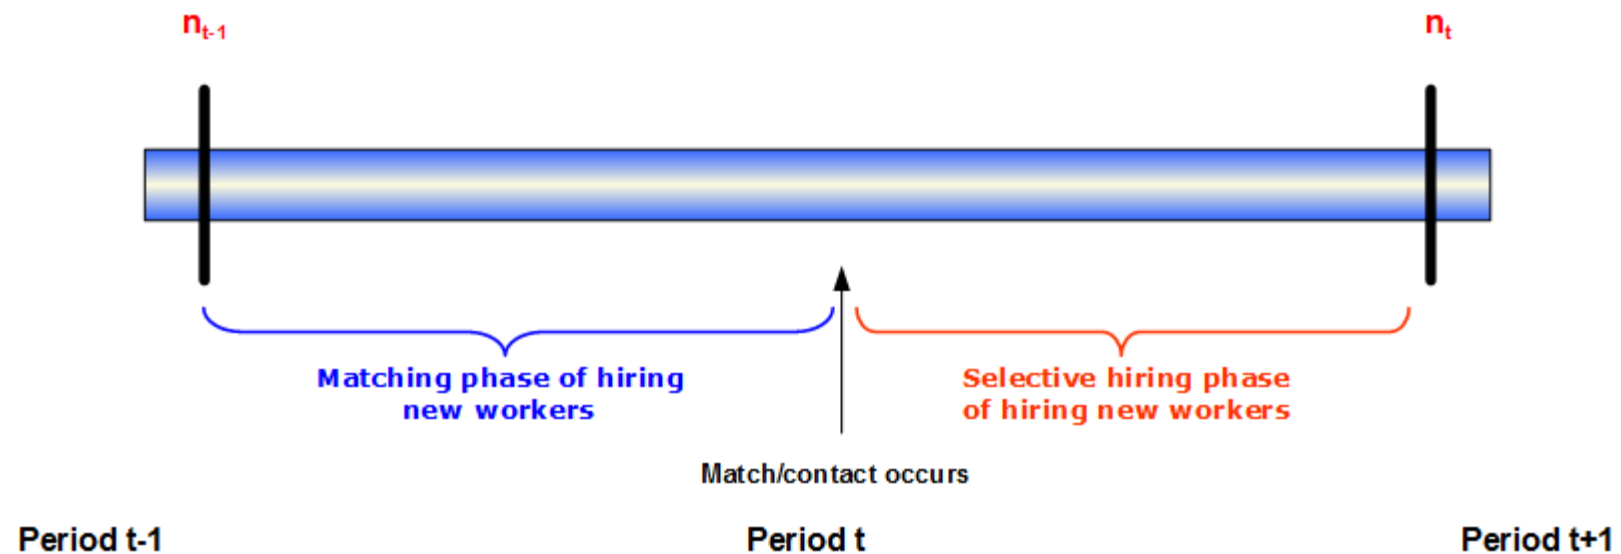 n_{t-1}
n_t
Matching phase of hiring
new workers
Selective hiring phase
of hiring new workers
Match/contact occurs
Period t-1
Period t
Period t+1